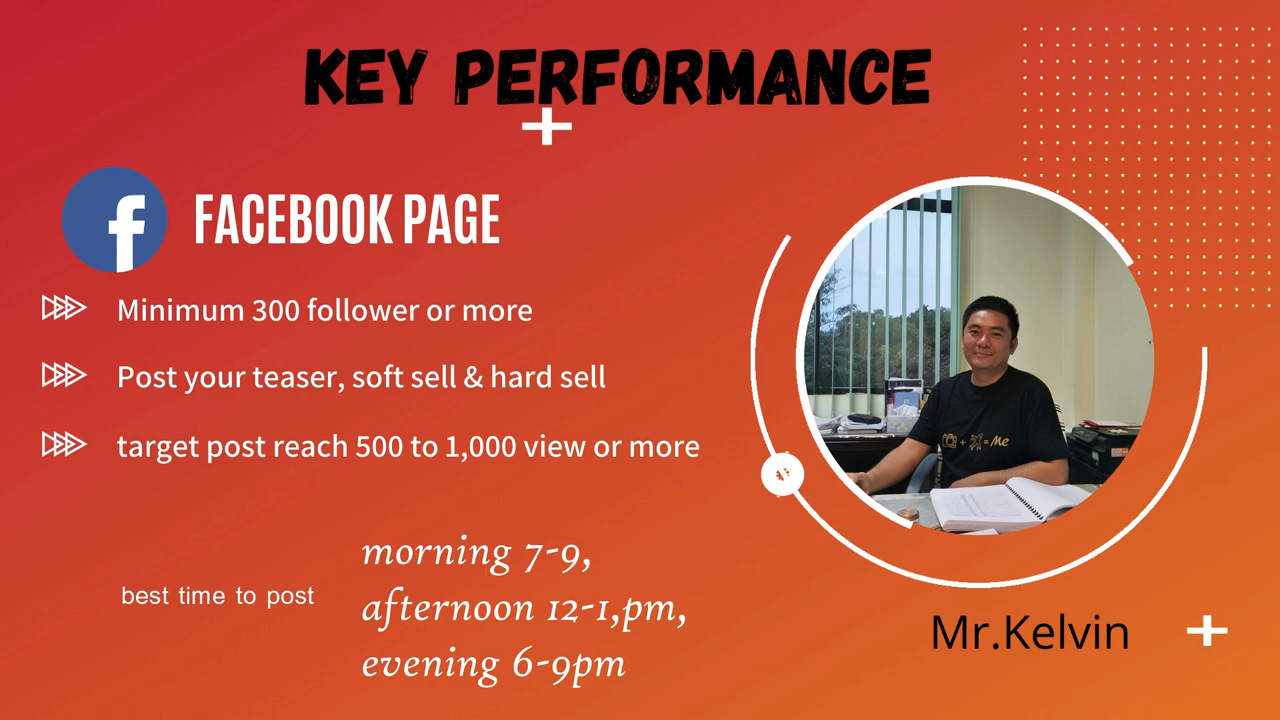 KEY PERFORMANCE
FACEBOOK PAGE
Minimum 300 follower or more
Post your teaser, soft sell & hard sell
target post reach 500 to 1,000 view or more
best time to post
morning 7-9,
afternoon 12-1,pm,
evening 6-9pm
+ = Me
Mr.Kelvin